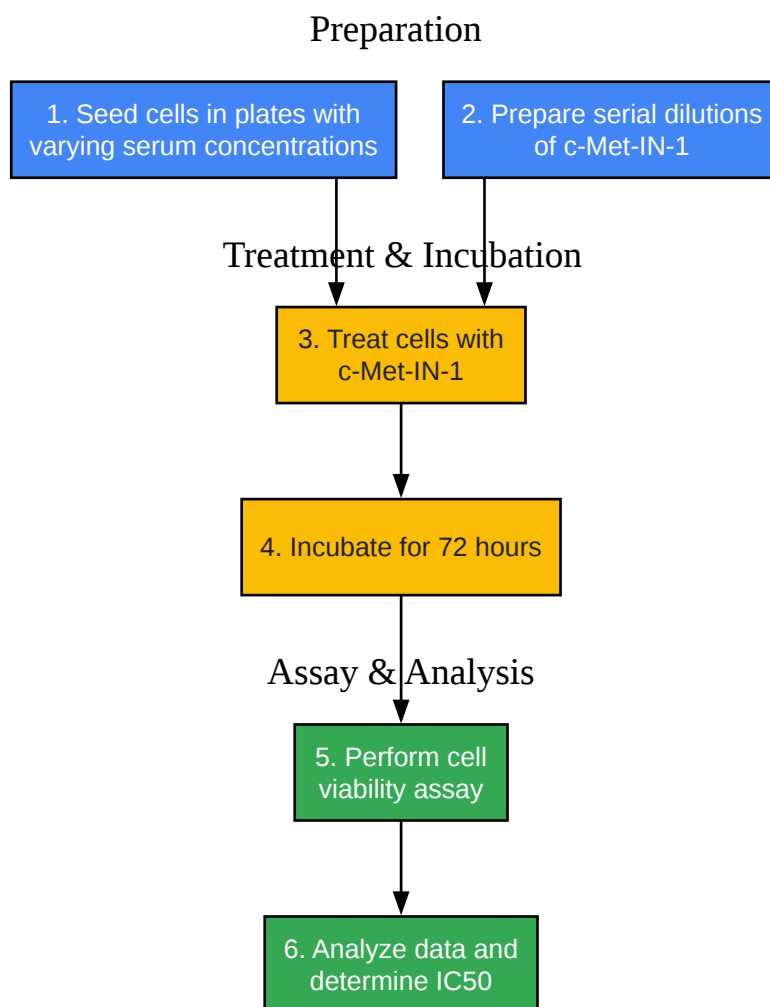 Preparation
1. Seed cells in plates with
varying serum concentrations
2. Prepare serial dilutions
of c-Met-IN-1
Treatment & Incubation
3. Treat cells with
c-Met-IN-1
4. Incubate for 72 hours
Assay & Analysis
5. Perform cell
viability assay
6. Analyze data and
determine IC50